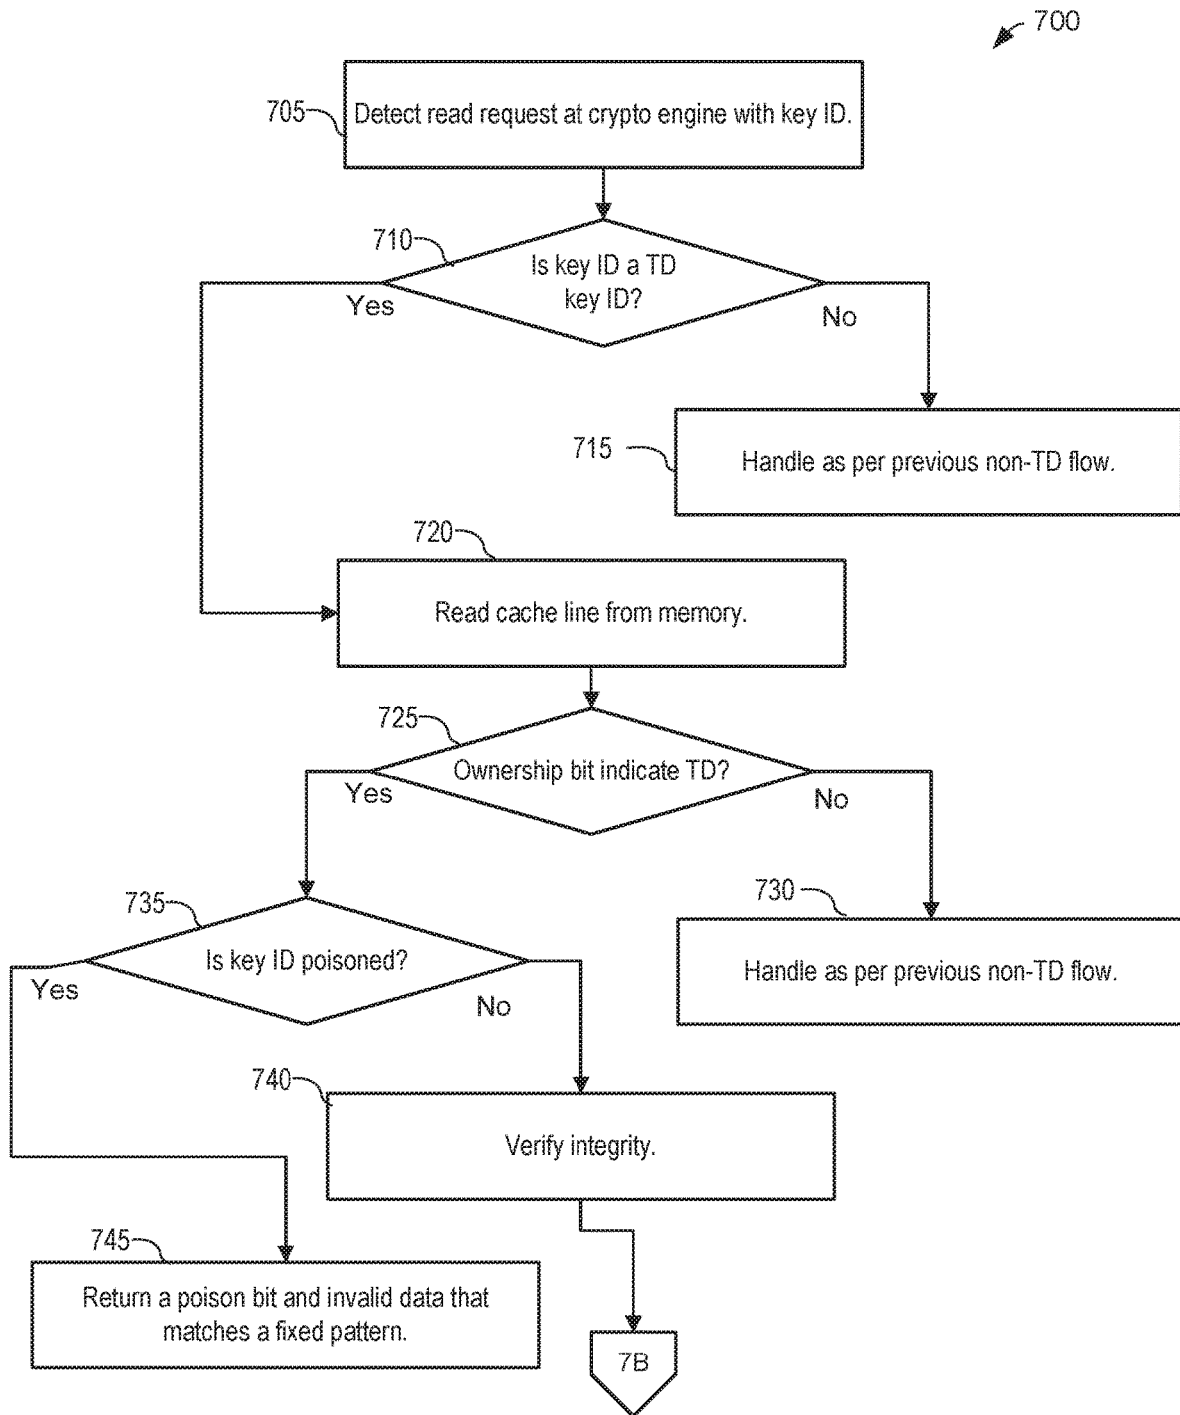 700
705
Detect read request at crypto engine with key ID.
710
Is key ID a TD
key ID?
Yes
No
715
Handle as per previous non-TD flow.
720
Read cache line from memory.
725
Ownership bit indicate TD?
Yes
No
735
730
Is key ID poisoned?
Handle as per previous non-TD flow.
Yes
No
740
Verify integrity.
745
Return a poison bit and invalid data that
matches a fixed pattern.
7B